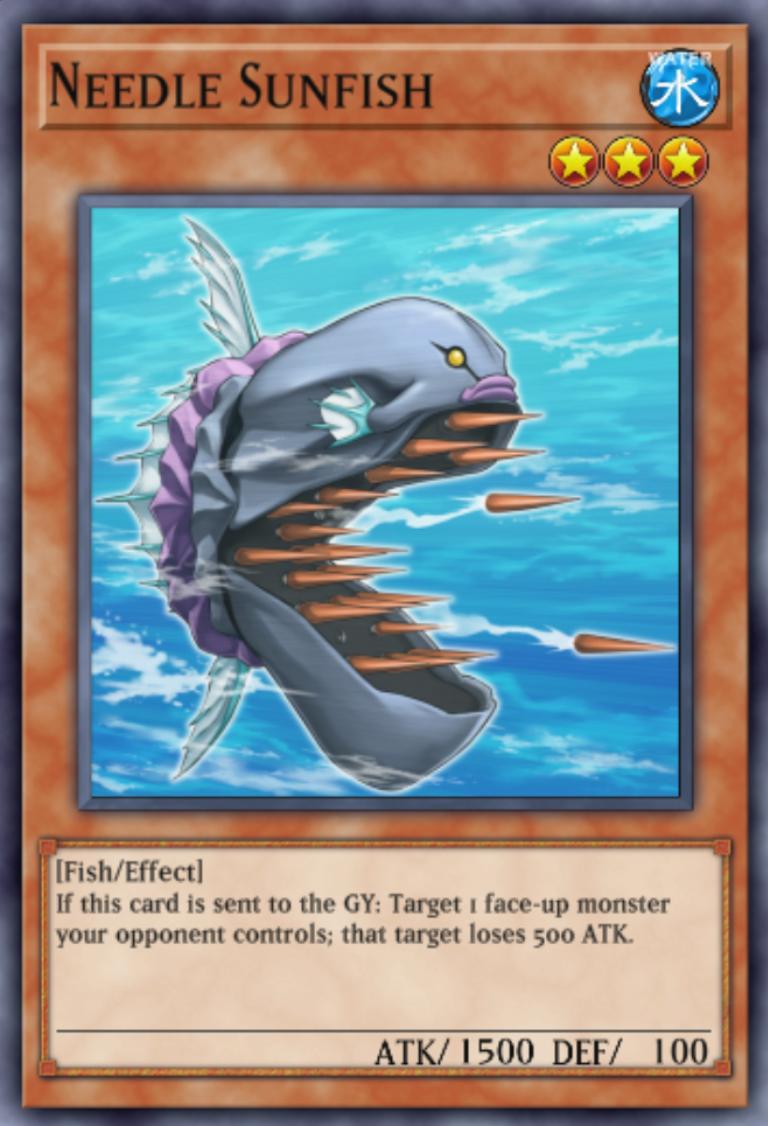 Needle Sunfish
WATER
水
[Fish/Effect]
If this card is sent to the GY: Target 1 face-up monster
your opponent controls; that target loses 500 ATK.
ATK/ 1500 DEF/ 100